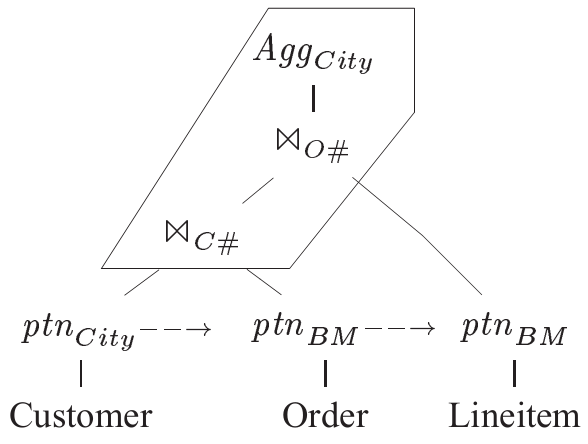 Agg_City
⋈_O#
⋈_C#
ptn_City - - → ptn_BM - - → ptn_BM
Customer Order Lineitem